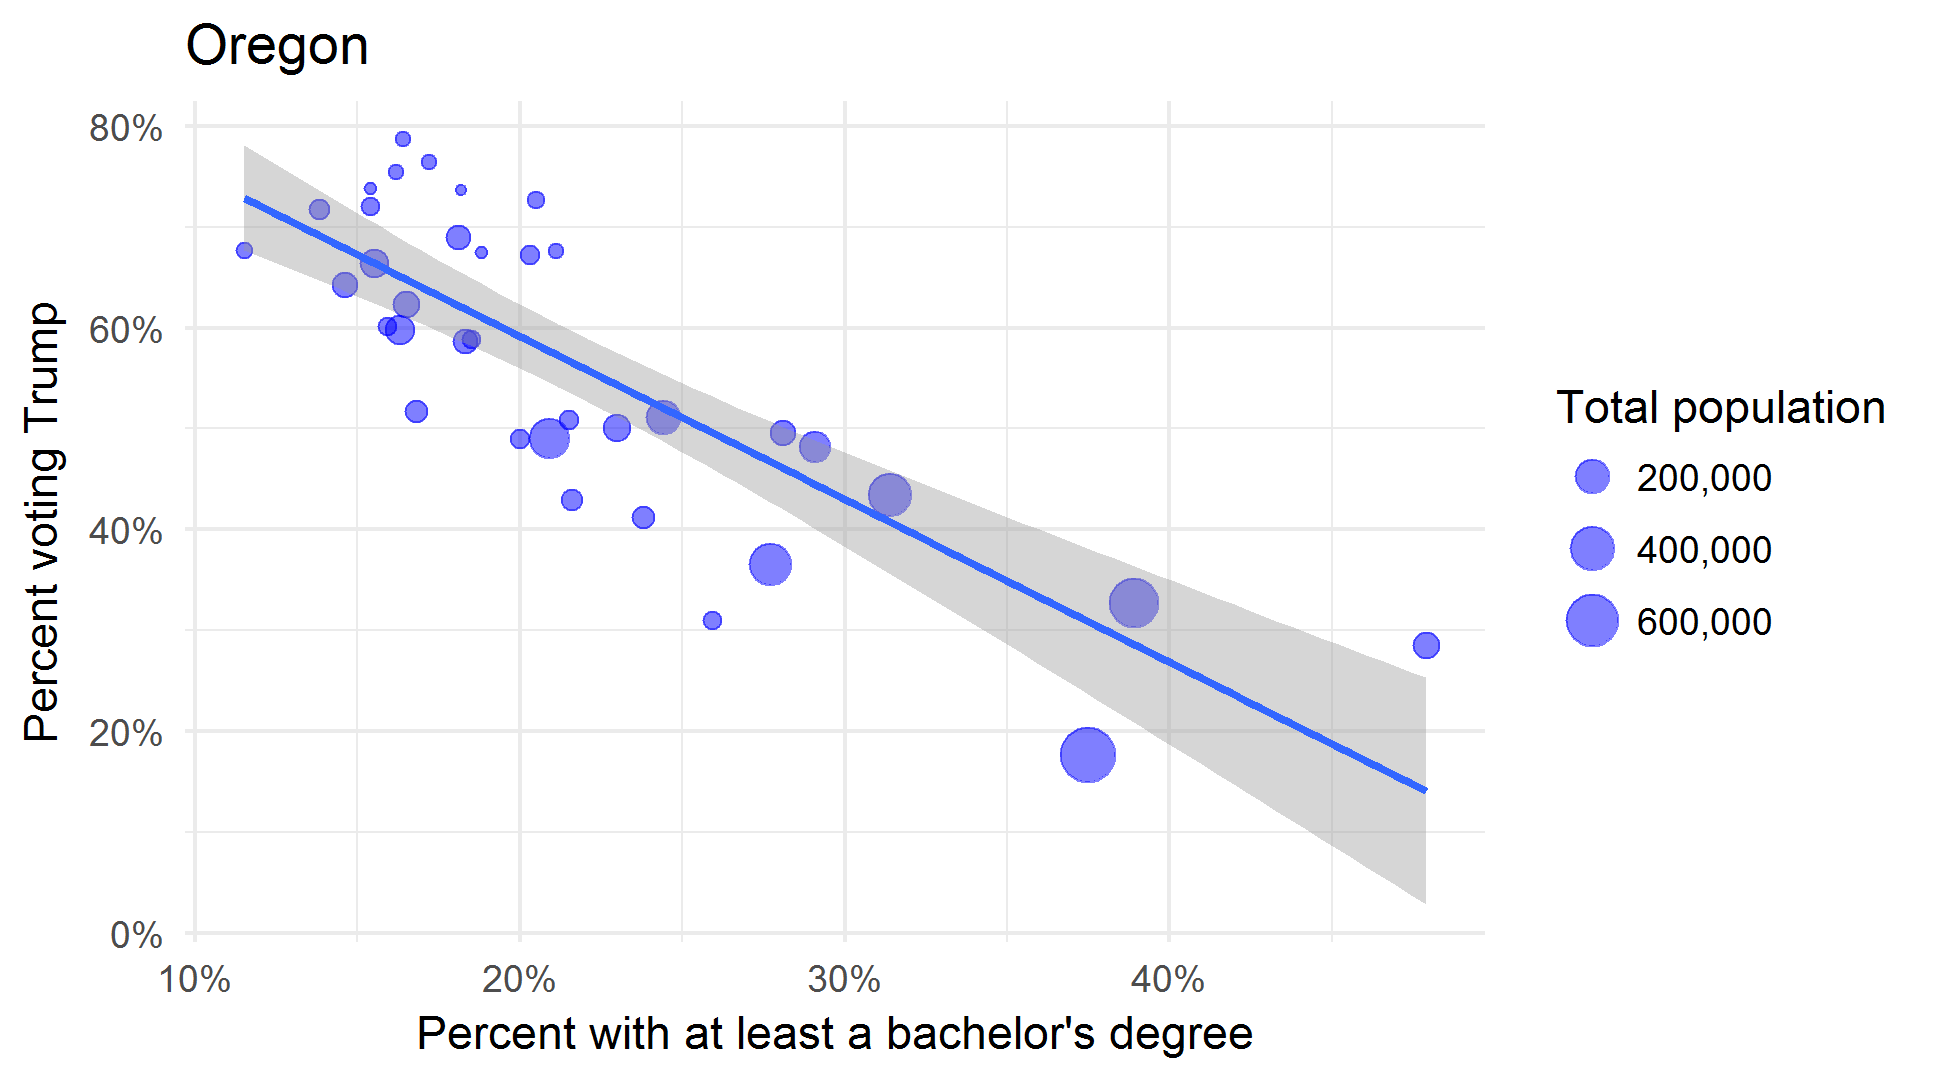 Oregon
80%
60%
40%
20%
0%
Percent voting Trump
10% 20% 30% 40%
Percent with at least a bachelor's degree
Total population
200,000
400,000
600,000